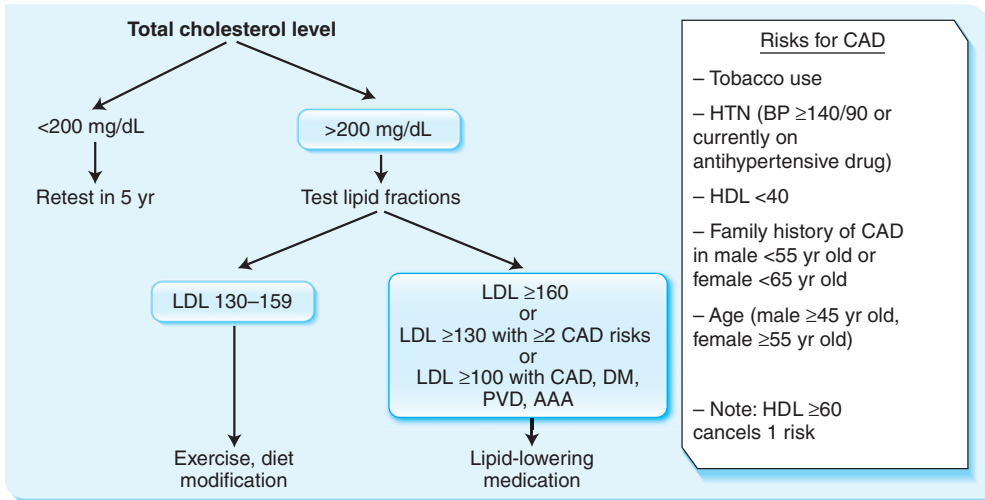 Total cholesterol level
<200 mg/dL
>200 mg/dL
Retest in 5 yr
Test lipid fractions
LDL 130–159
LDL ≥160
or
LDL ≥130 with ≥2 CAD risks
or
LDL ≥100 with CAD, DM,
PVD, AAA
Exercise, diet
modification
Lipid-lowering
medication
Risks for CAD
– Tobacco use
– HTN (BP ≥140/90 or
currently on
antihypertensive drug)
– HDL <40
– Family history of CAD
in male <55 yr old or
female <65 yr old
– Age (male ≥45 yr old,
female ≥55 yr old)
– Note: HDL ≥60
cancels 1 risk